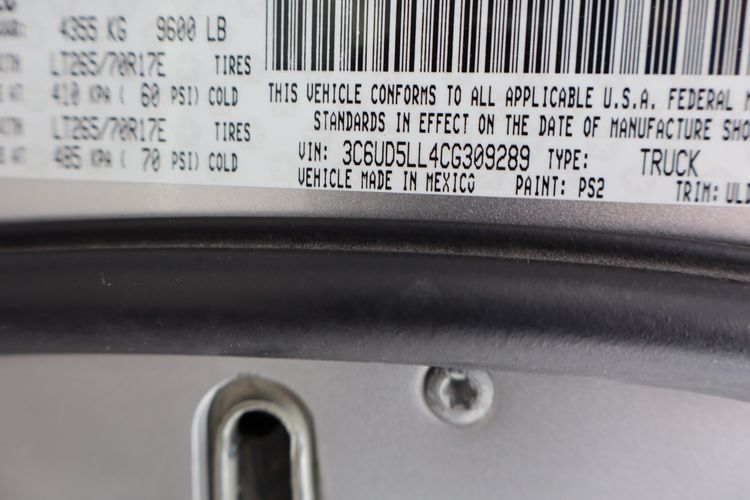 4355 KG 9600 LB
LT265/70R17E TIRES
410 KPA ( 60 PSI) COLD
LT265/70R17E TIRES
485 KPA ( 70 PSI) COLD
THIS VEHICLE CONFORMS TO ALL APPLICABLE U.S.A. FEDERAL
STANDARDS IN EFFECT ON THE DATE OF MANUFACTURE
VIN: 3C6UD5LL4CG309289 TYPE: TRUCK
VEHICLE MADE IN MEXICO PAINT: PS2 TRIM: